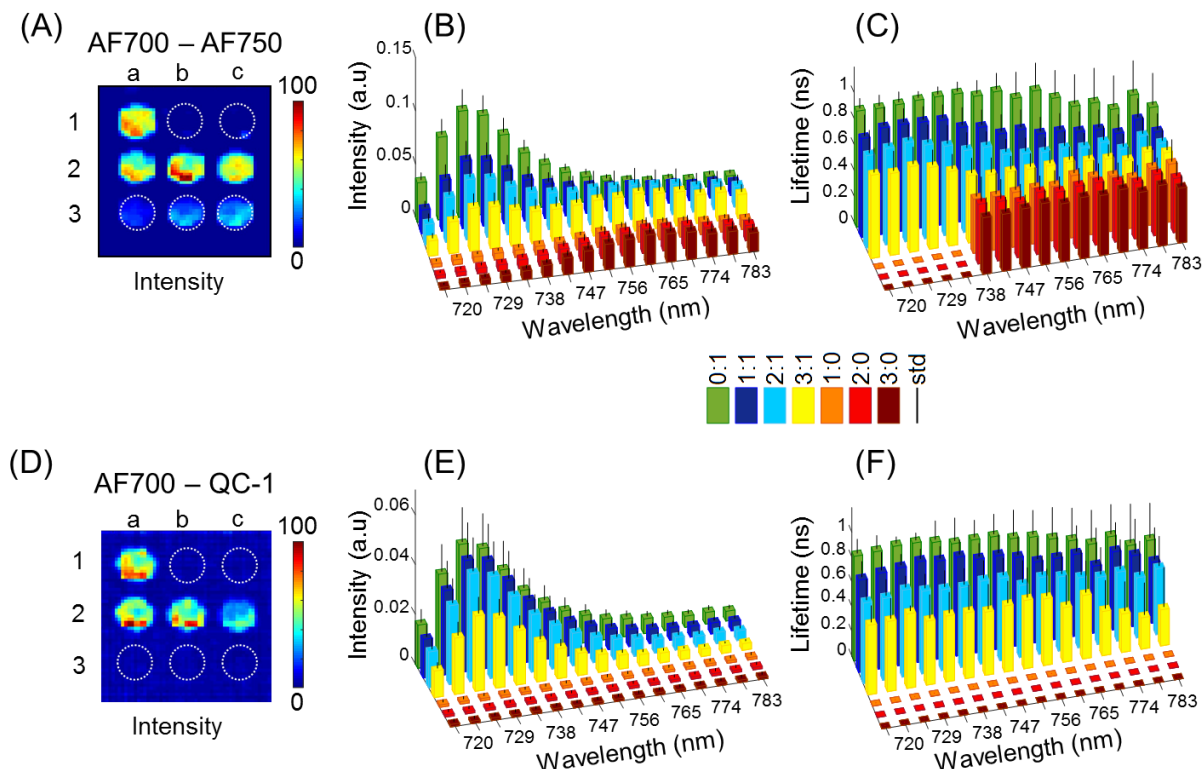 (A)
AF700 – AF750
a b c
1
2
3
100
0
Intensity
(B)
Intensity (a.u)
0.15
0.1
0.05
0
720 729 738 747 756 765 774 783
Wavelength (nm)
(C)
Lifetime (ns)
1
0.8
0.6
0.4
0.2
0
720 729 738 747 756 765 774 783
Wavelength (nm)
0:1 1:1 2:1 3:1 1:0 2:0 3:0 std
(D)
AF700 – QC-1
a b c
1
2
3
100
0
Intensity
(E)
Intensity (a.u)
0.06
0.04
0.02
0
720 729 738 747 756 765 774 783
Wavelength (nm)
(F)
Lifetime (ns)
1
0.8
0.6
0.4
0.2
0
720 729 738 747 756 765 774 783
Wavelength (nm)